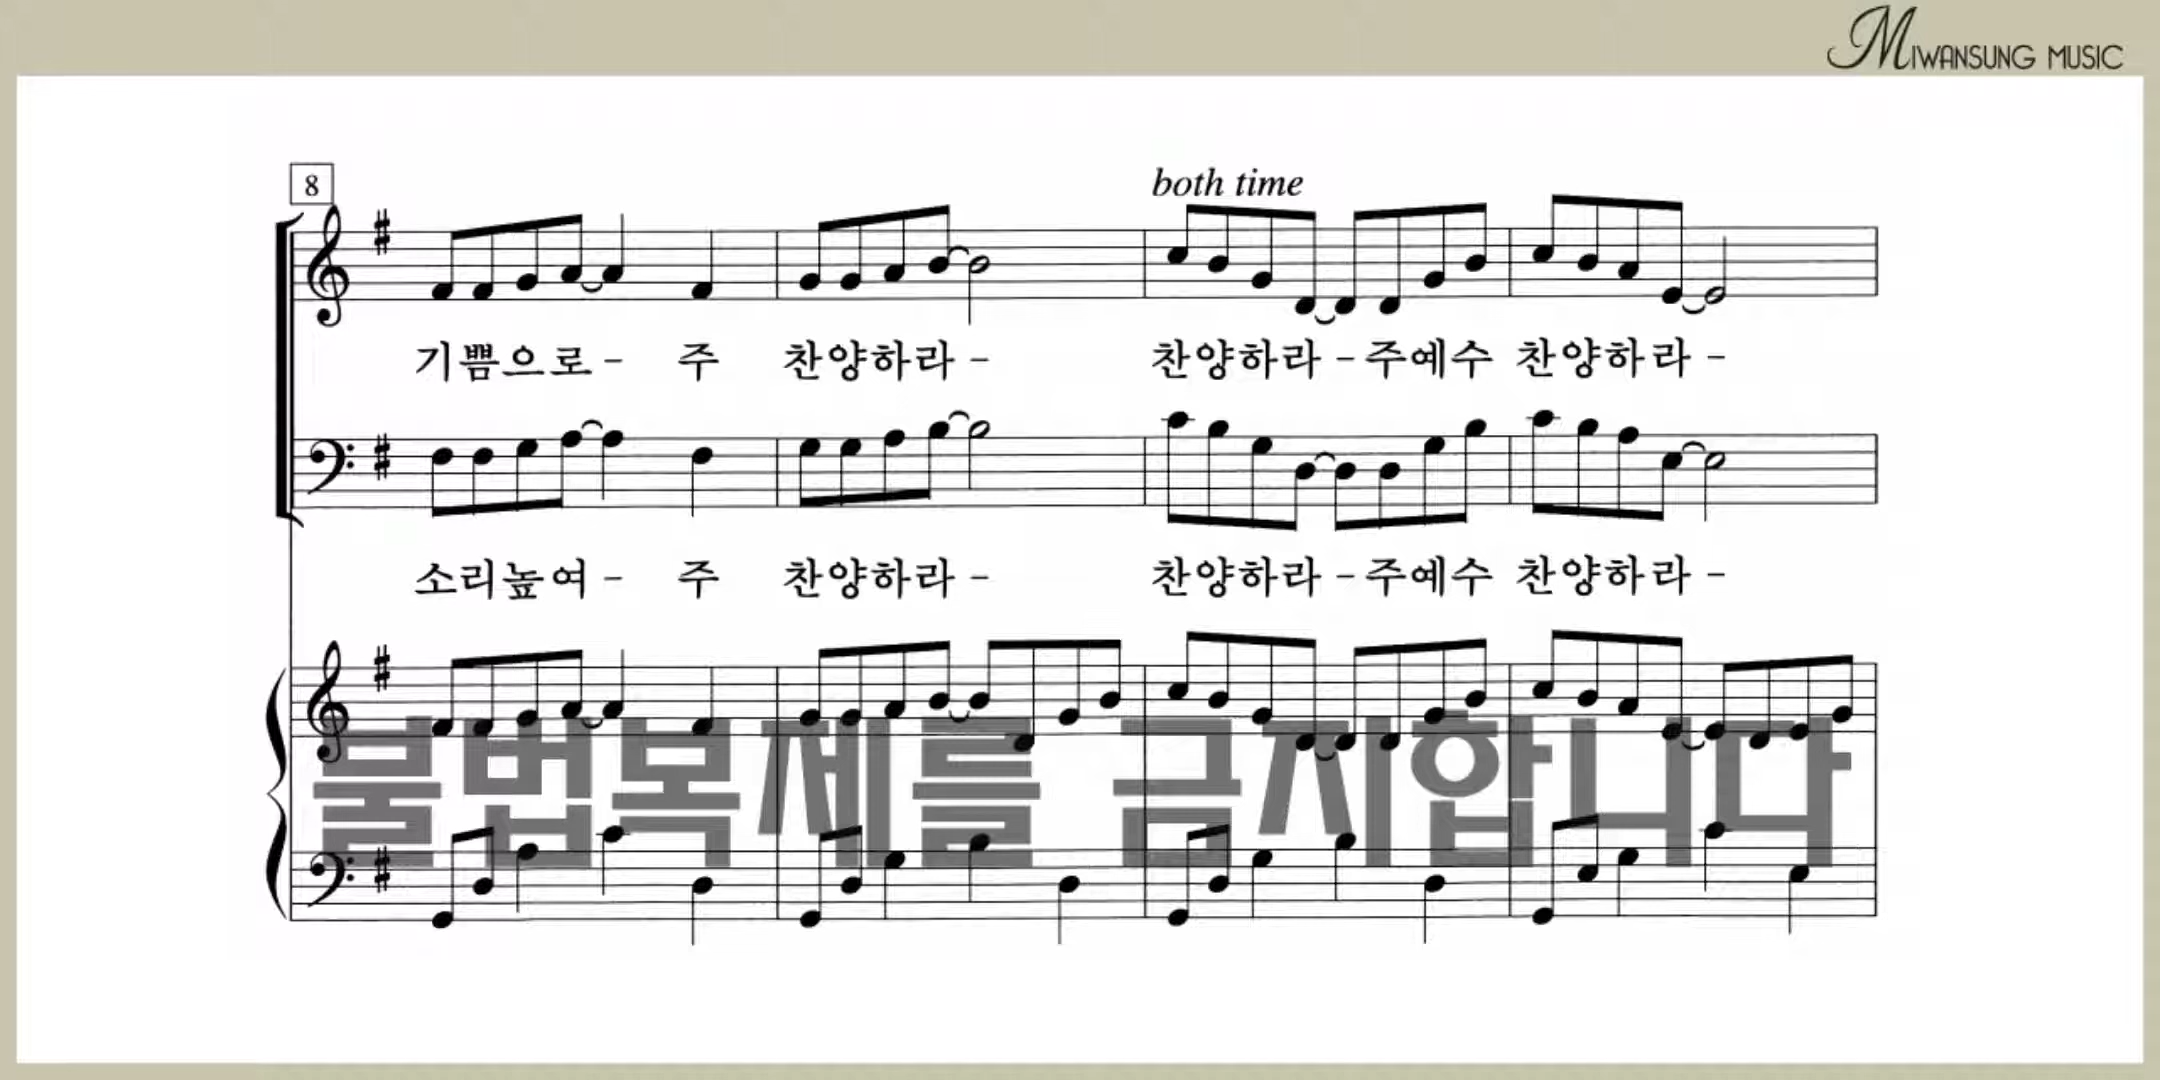 MIWANSUNG MUSIC
8
both time
기쁨으로- 주 찬양하라- 찬양하라-주예수 찬양하라-
소리높여- 주 찬양하라- 찬양하라-주예수 찬양하라-
불법복제를 금지합니다